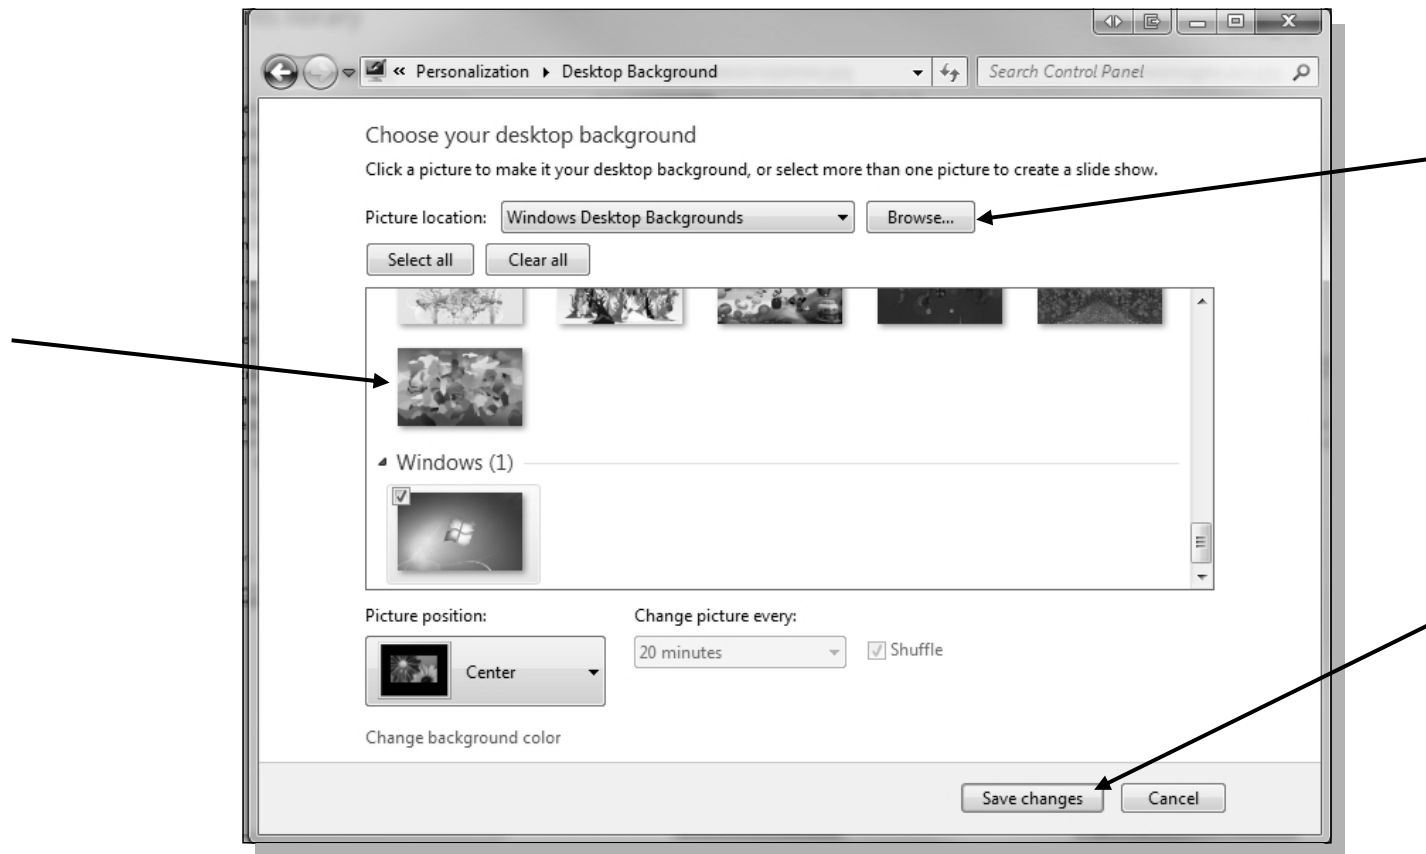 « Personalization ▸ Desktop Background
Search Control Panel
Choose your desktop background
Click a picture to make it your desktop background, or select more than one picture to create a slide show.
Picture location: Windows Desktop Backgrounds Browse...
Select all Clear all
Windows (1)
Picture position: Change picture every:
Center 20 minutes Shuffle
Change background color
Save changes Cancel